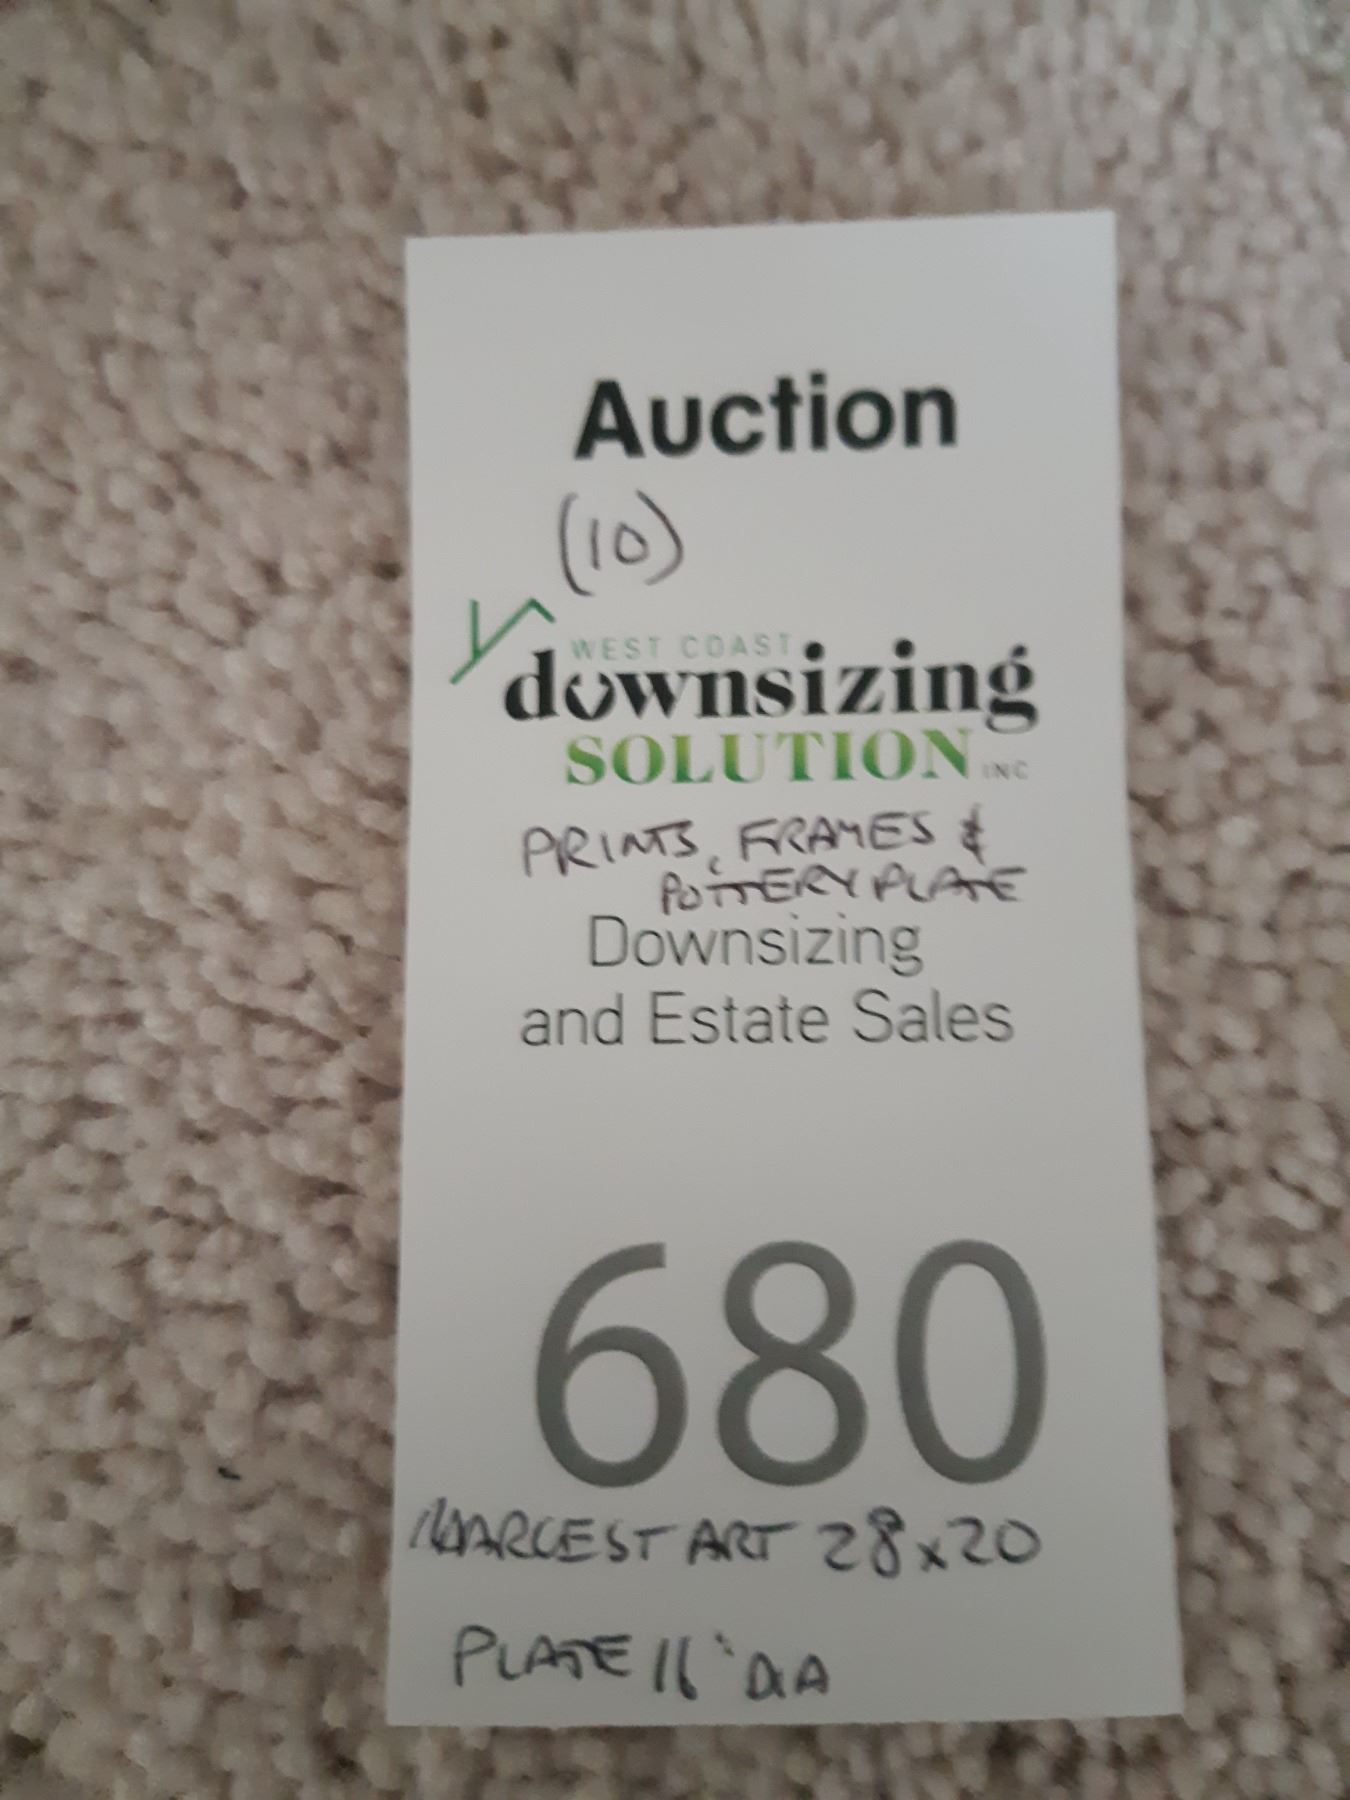 Auction
(10)
WEST COAST
downsizing
SOLUTION INC
PRINTS, FRAMES &
POTTERY PLATE
Downsizing
and Estate Sales
680
LARGEST ART 28x20
PLATE 16" DIA